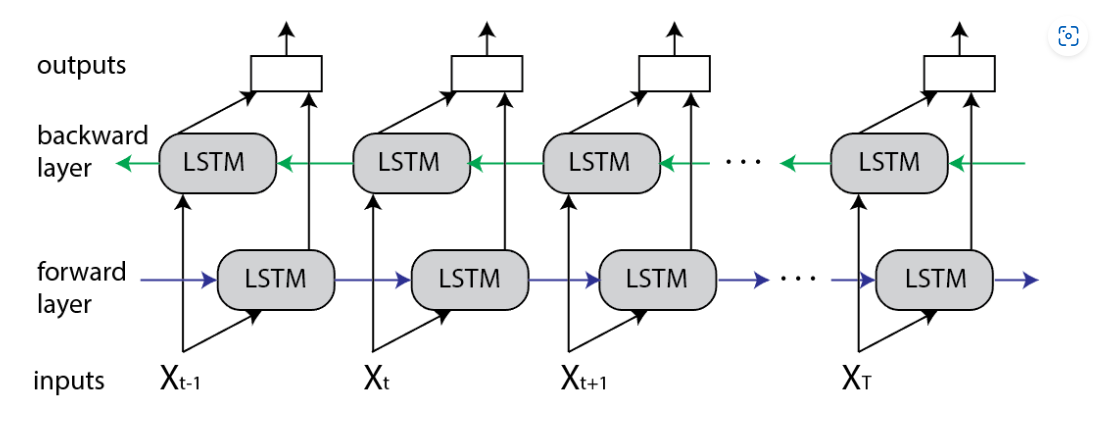 outputs
backward
layer
LSTM LSTM LSTM ... LSTM
forward
layer
LSTM LSTM LSTM ... LSTM
inputs Xt-1 Xt Xt+1 XT